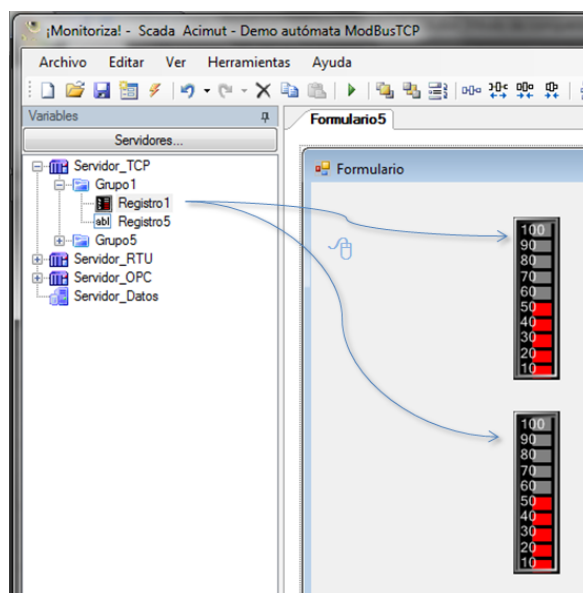 ¡Monitoriza! - Scada Acimut - Demo autómata ModBusTCP
Archivo Editar Ver Herramientas Ayuda
Variables
Formulario5
Servidores...
Servidor_TCP
Grupo1
Registro1
abl Registro5
Grupo5
Servidor_RTU
Servidor_OPC
Servidor_Datos
Formulario
100
90
80
70
60
50
40
30
20
10
100
90
80
70
60
50
40
30
20
10